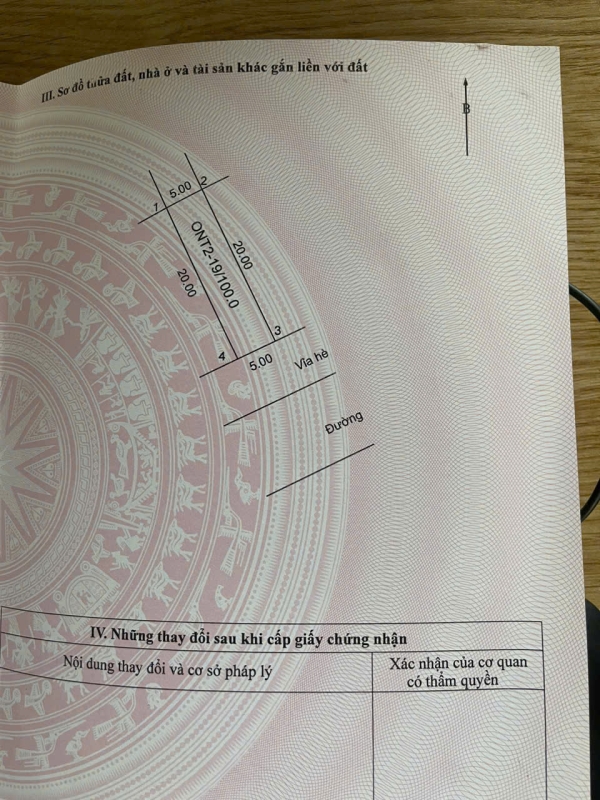 III. Sơ đồ thửa đất, nhà ở và tài sản khác gắn liền với đất
B
1
5.00
2
ONT2-19/100.0
20.00
20.00
3
4
5.00
Vỉa hè
Đường
IV. Những thay đổi sau khi cấp giấy chứng nhận
Nội dung thay đổi và cơ sở pháp lý
Xác nhận của cơ quan
có thẩm quyền